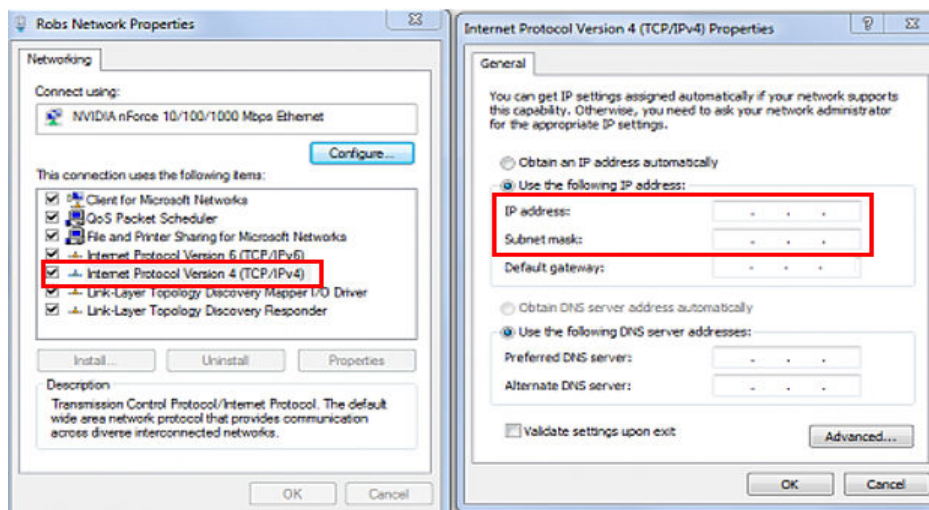 Robs Network Properties
Networking
Connect using:
NVIDIA nForce 10/100/1000 Mbps Ethernet
Configure...
This connection uses the following items:
Client for Microsoft Networks
QoS Packet Scheduler
File and Printer Sharing for Microsoft Networks
Internet Protocol Version 6 (TCP/IPv6)
Internet Protocol Version 4 (TCP/IPv4)
Link-Layer Topology Discovery Mapper I/O Driver
Link-Layer Topology Discovery Responder
Install...
Uninstall
Properties
Description
Transmission Control Protocol/Internet Protocol. The default
wide area network protocol that provides communication
across diverse interconnected networks.
OK
Cancel
Internet Protocol Version 4 (TCP/IPv4) Properties
General
You can get IP settings assigned automatically if your network supports
this capability. Otherwise, you need to ask your network administrator
for the appropriate IP settings.
Obtain an IP address automatically
Use the following IP address:
IP address:
Subnet mask:
Default gateway:
Obtain DNS server address automatically
Use the following DNS server addresses:
Preferred DNS server:
Alternate DNS server:
Validate settings upon exit
Advanced...
OK
Cancel